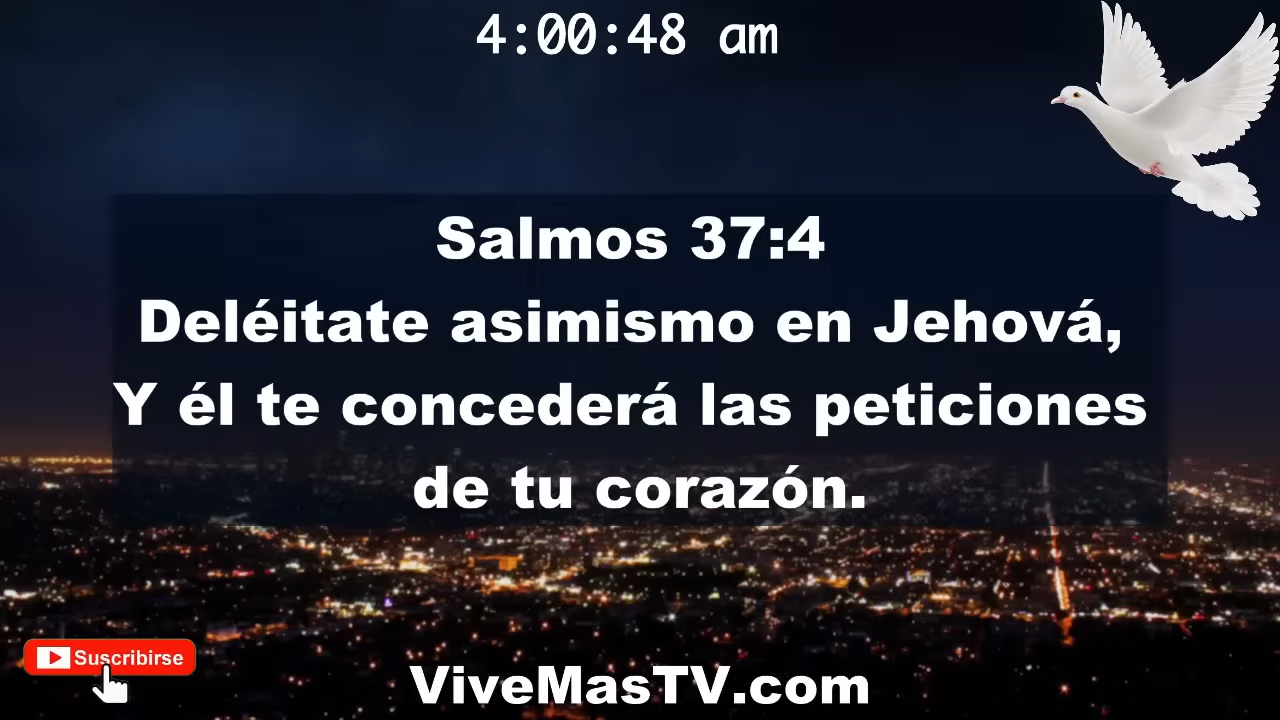 4:00:48 am
Salmos 37:4
Deléitate asimismo en Jehová,
Y él te concederá las peticiones
de tu corazón.
Suscribirse
ViveMasTV.com